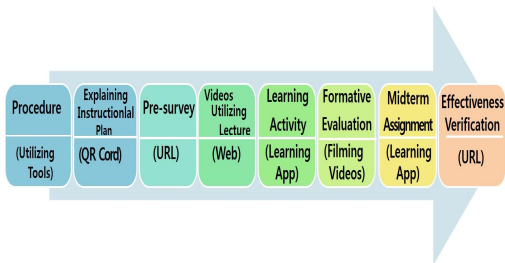 Procedure
(Utilizing
Tools)
Explaining
Instructionlal
Plan
(QR Cord)
Pre-survey
(URL)
Videos
Utilizing
Lecture
(Web)
Learning
Activity
(Learning
App)
Formative
Evaluation
(Filming
Videos)
Midterm
Assignment
(Learning
App)
Effectiveness
Verification
(URL)